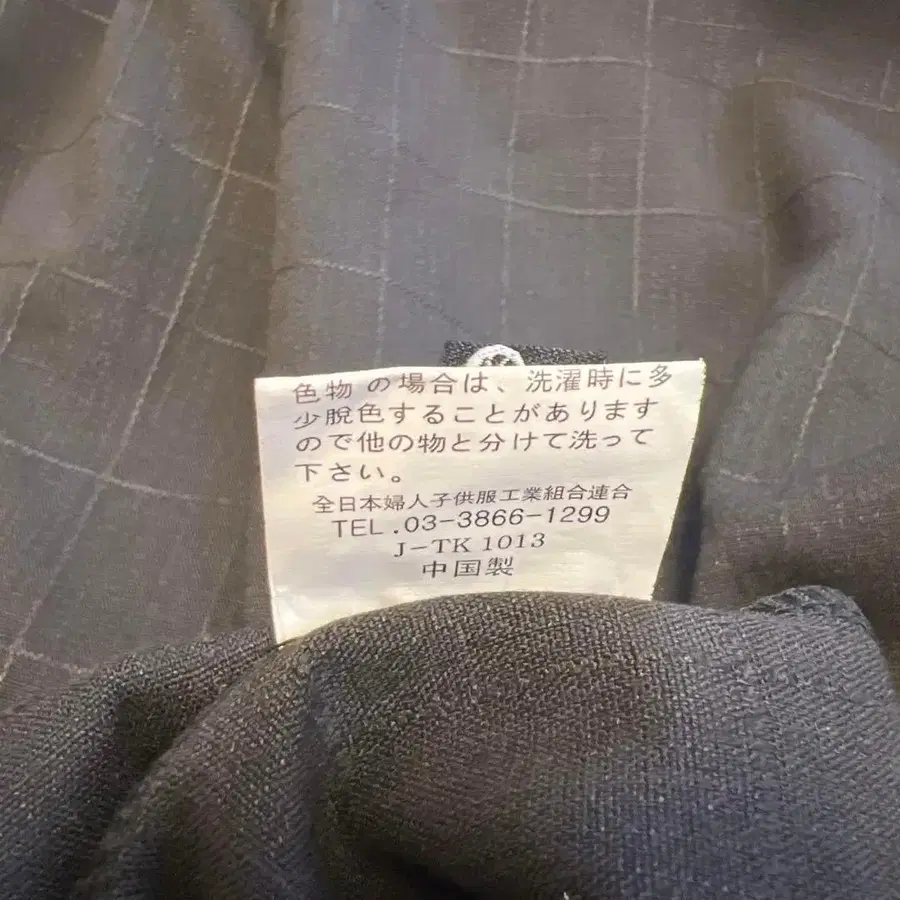 色物の場合は、洗濯時に多
少脱色することがあります
ので他の物と分けて洗って
下さい。
全日本婦人子供服工業組合連合
TEL.03-3866-1299
J-TK 1013
中国製